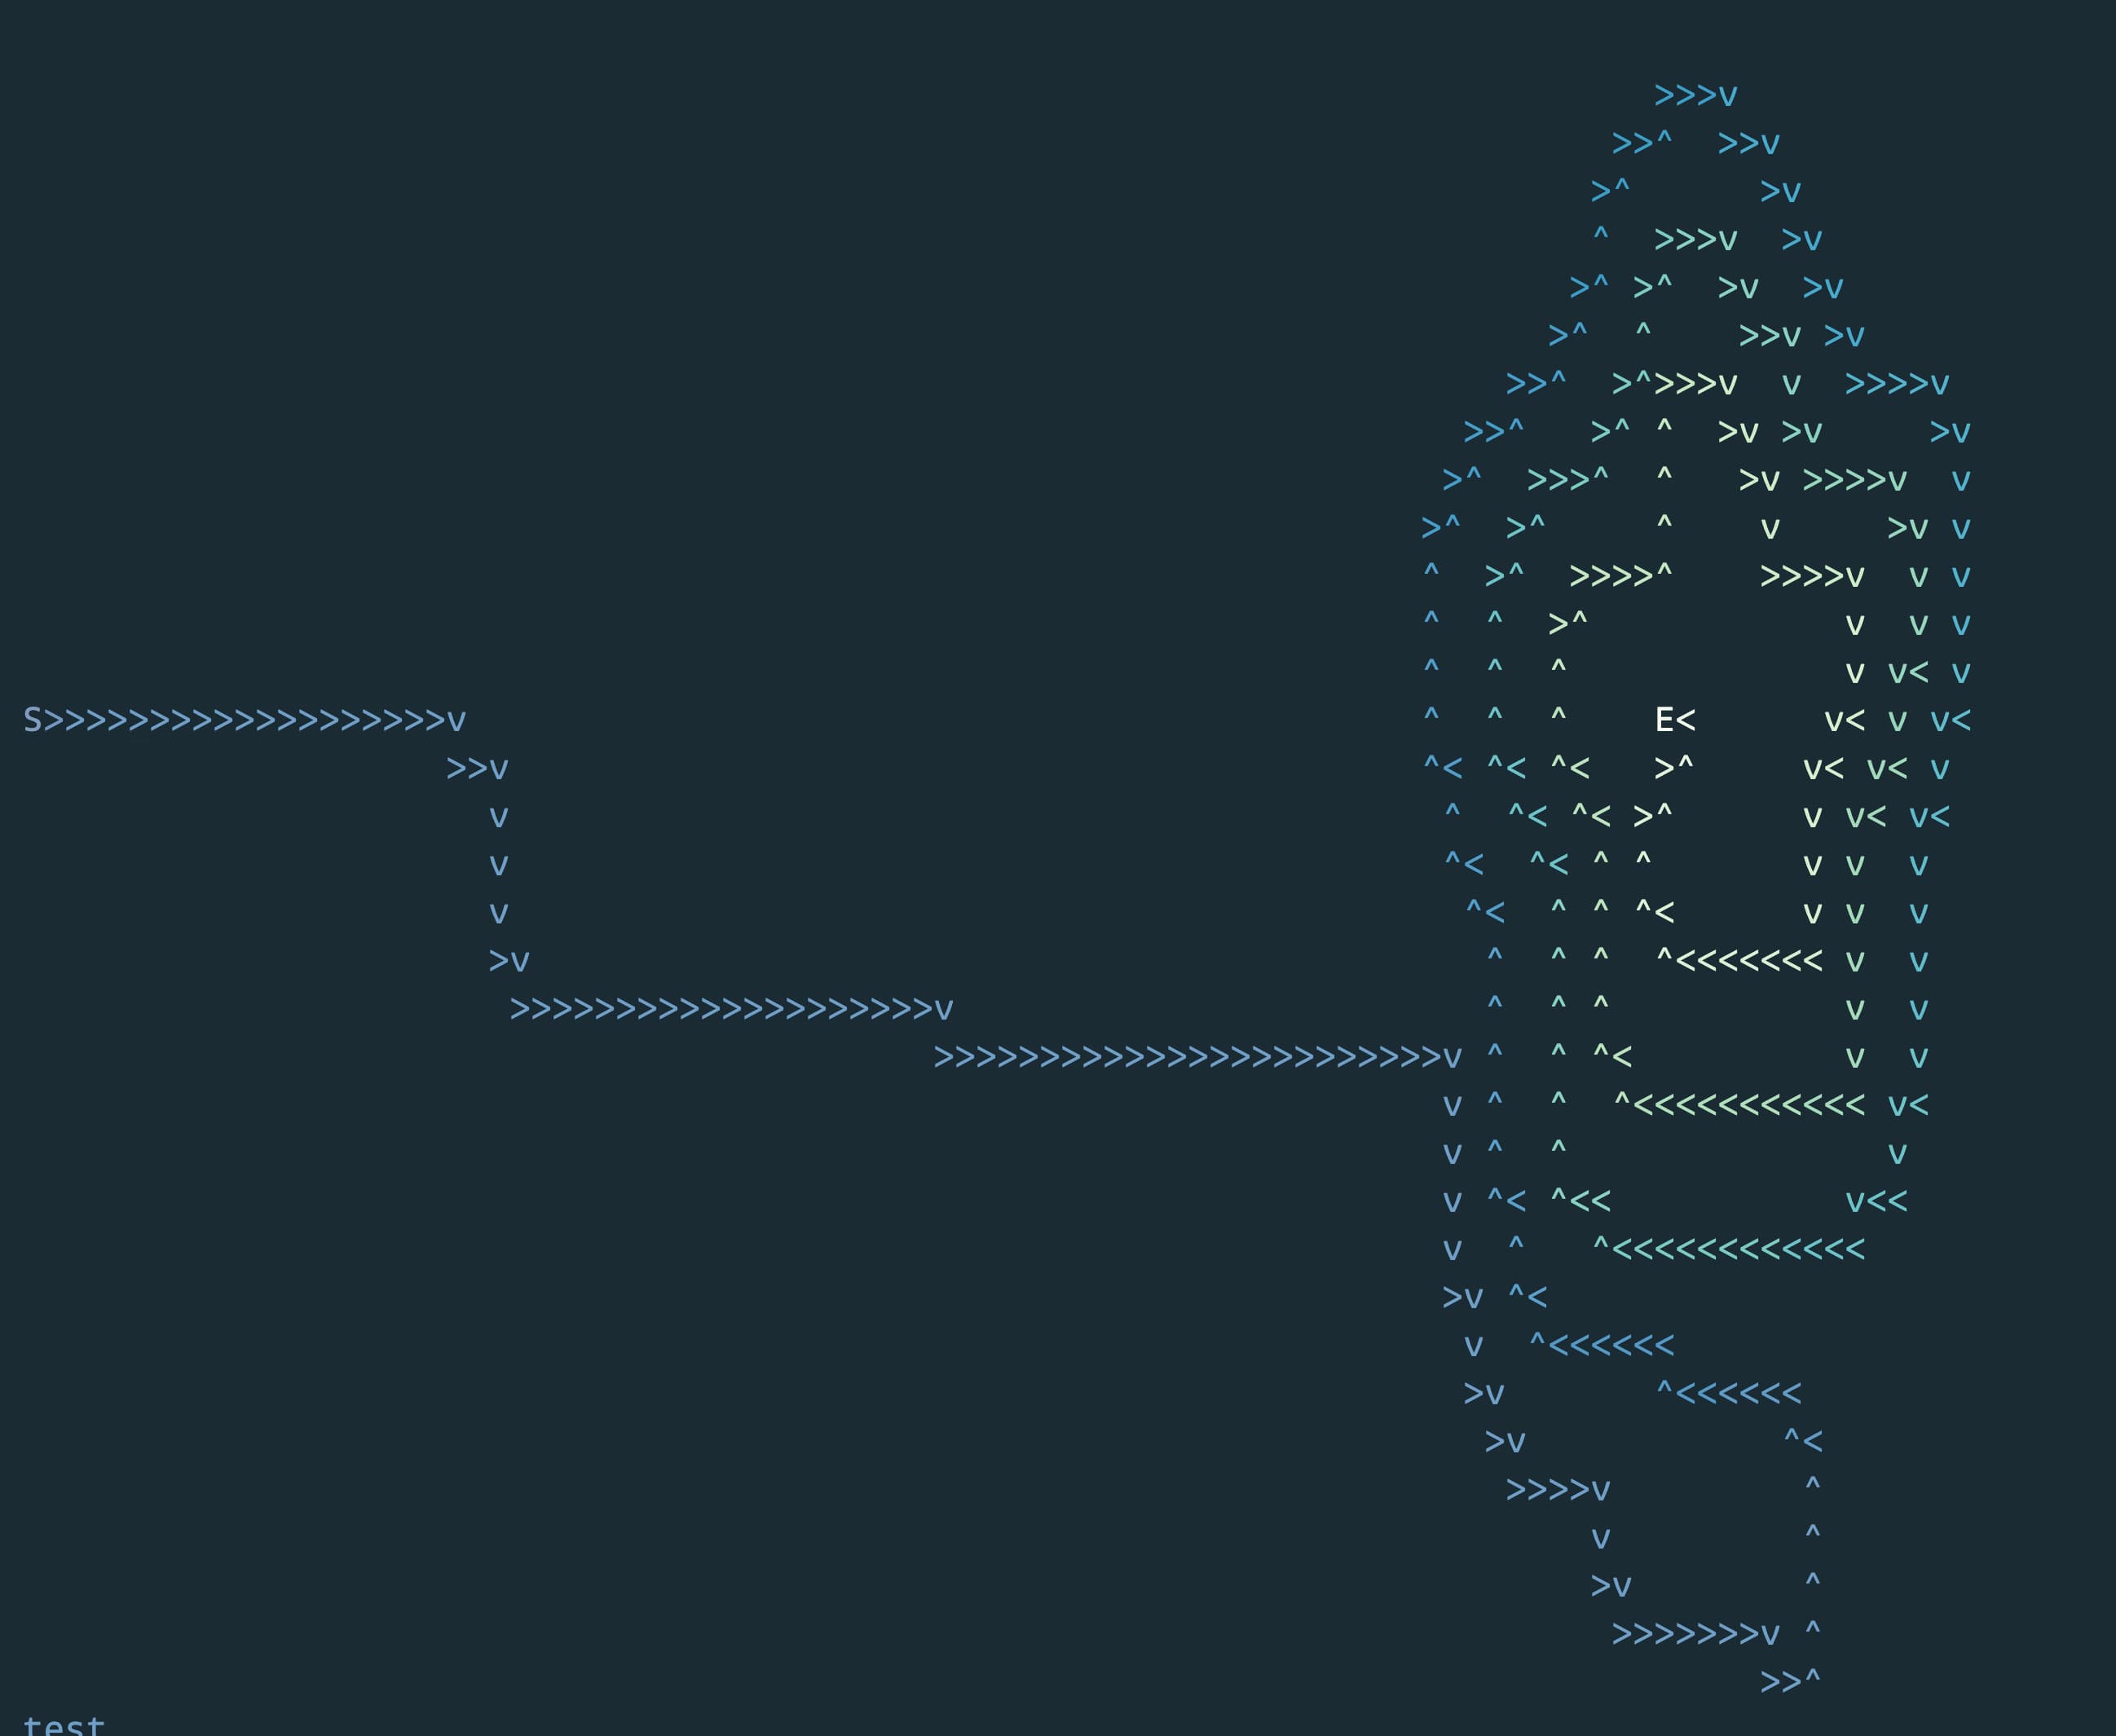 >>>v
>>^ >>v
>^ >v
^ >>>v >v
>^ >^ >v >v
>^ ^ >>v >v
>>^ >^>>>v v >>>>v
>>^ >^ ^ >v >v >v
>^ >>>^ ^ >v >>>>v v
>^ >^ ^ v >v v
^ >^ >>>>^ >>>>v v v
^ ^ >^ v v v
^ ^ ^ v v< v
S>>>>>>>>>>>>>>>>>>>v ^ ^ ^ E< v< v v<
>>v ^< ^< ^< >^ v< v< v
v ^ ^< ^< >^ v v< v<
v ^< ^< ^ ^ v v v
v ^< ^ ^ ^< v v v
>v ^ ^ ^ ^<<<<<<< v v
>>>>>>>>>>>>>>>>>>>>v ^ ^ ^ v v
>>>>>>>>>>>>>>>>>>>>>>>>v ^ ^ ^< v v
v ^ ^ ^<<<<<<<<<<< v<
v ^ ^ v
v ^< ^<< v<<
v ^ ^<<<<<<<<<<<<
>v ^<
v ^<<<<<<
>v ^<<<<<<
>v ^<
>>>>v ^
v ^
>v ^
>>>>>>>v ^
>>^
test